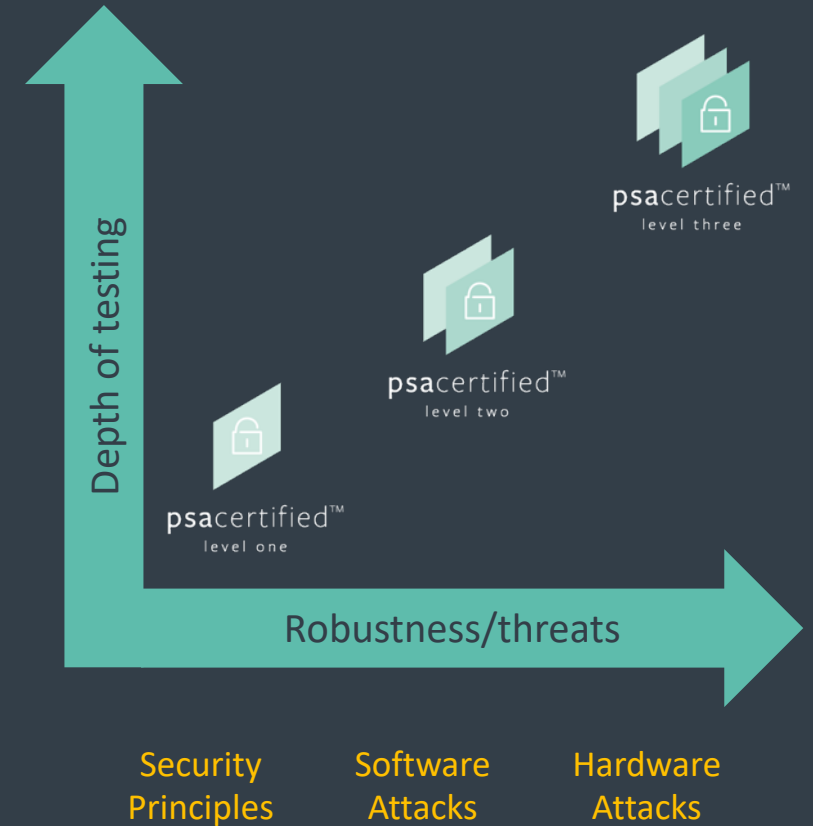 psacertified™
level three
Depth of testing
psacertified™
level two
psacertified™
level one
Robustness/threats
Security
Principles
Software
Attacks
Hardware
Attacks